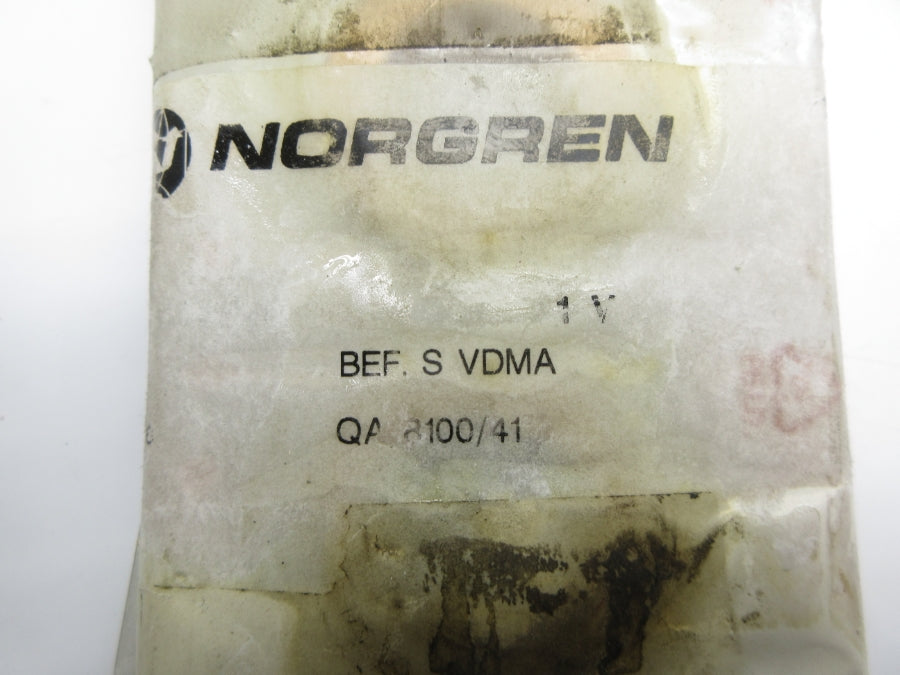 NORGREN
1 V
BEF. S VDMA
QA 8100/41